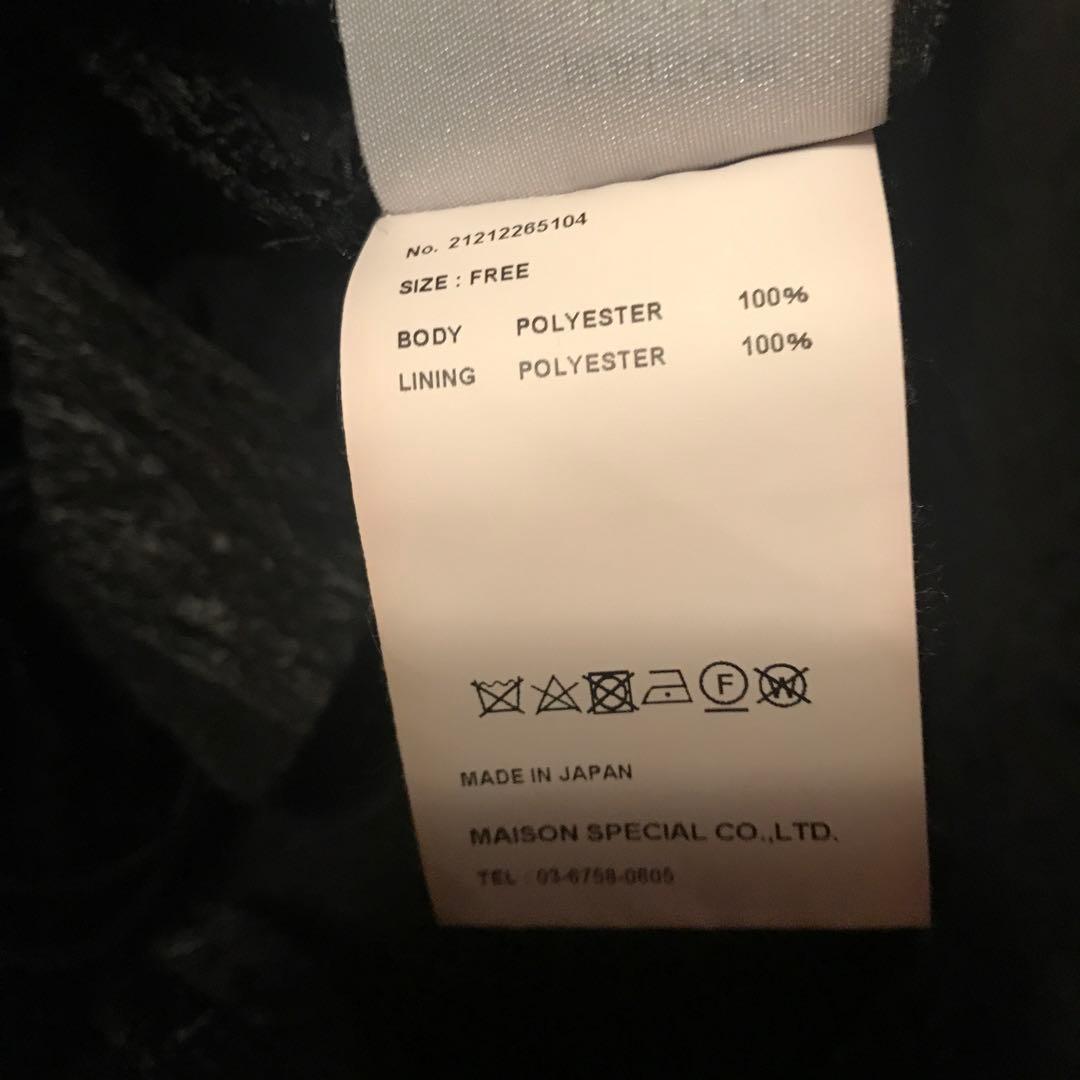 No. 21212265104
SIZE : FREE
BODY POLYESTER 100%
LINING POLYESTER 100%
F W
MADE IN JAPAN
MAISON SPECIAL CO.,LTD.
TEL : 03-6758-0805